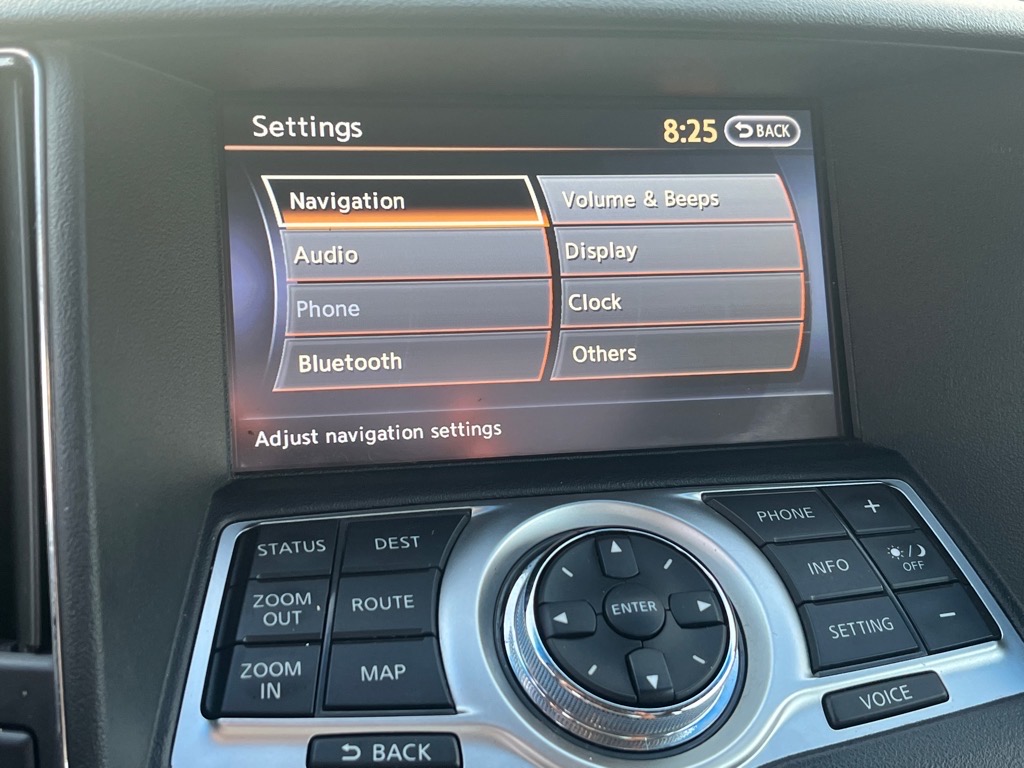 Settings
8:25
BACK
Navigation
Volume & Beeps
Audio
Display
Phone
Clock
Bluetooth
Others
Adjust navigation settings
STATUS
DEST
PHONE
+
ZOOM
OUT
ROUTE
ENTER
INFO
/
OFF
ZOOM
IN
MAP
SETTING
−
VOICE
BACK